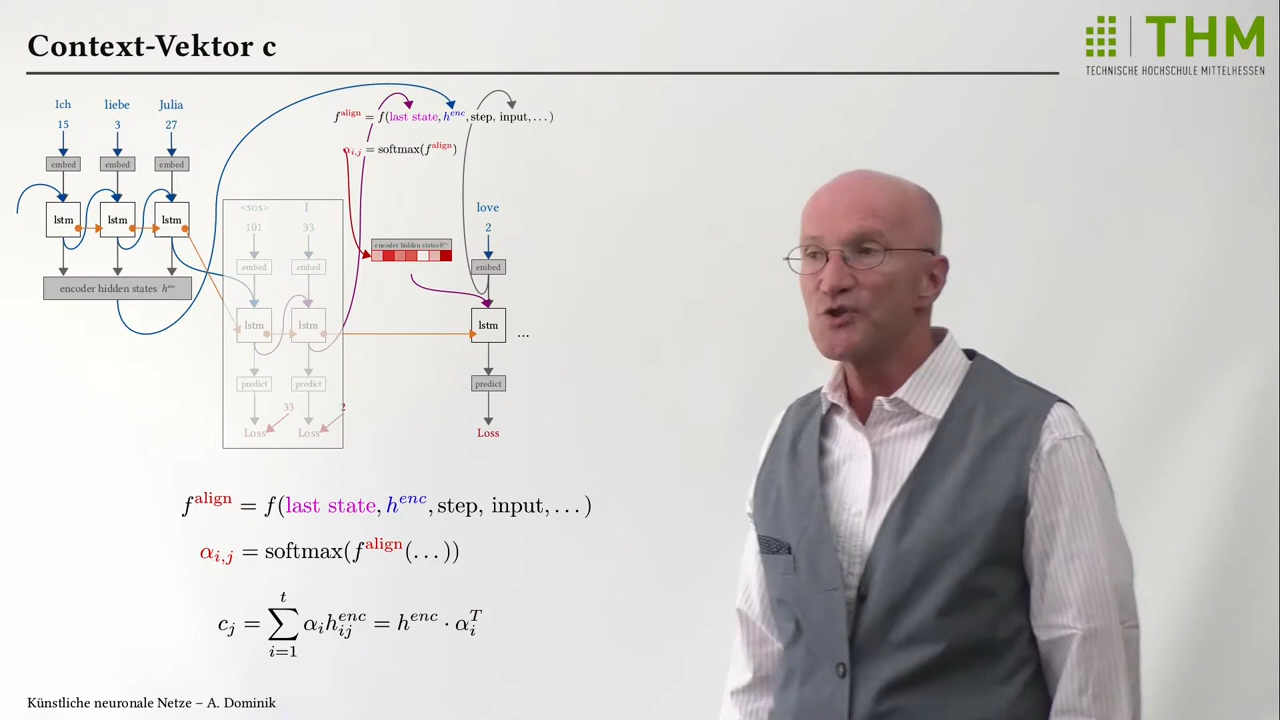 Context-Vektor c
THM
TECHNISCHE HOCHSCHULE MITTELHESSEN
Ich liebe Julia
15 3 27
embed embed embed
lstm lstm lstm
encoder hidden states h^enc
f^align = f(last state, h^enc, step, input, . . . )
α_i,j = softmax(f^align)
<sos> I
101 33
embed embed
lstm lstm
predict predict
33 2
Loss Loss
encoder hidden states h^enc
love
2
embed
lstm
...
predict
Loss
f^align = f(last state, h^enc, step, input, . . . )
α_i,j = softmax(f^align(. . . ))
c_j = ∑_{i=1}^{t} α_i h_ij^enc = h^enc · α_i^T
Künstliche neuronale Netze – A. Dominik